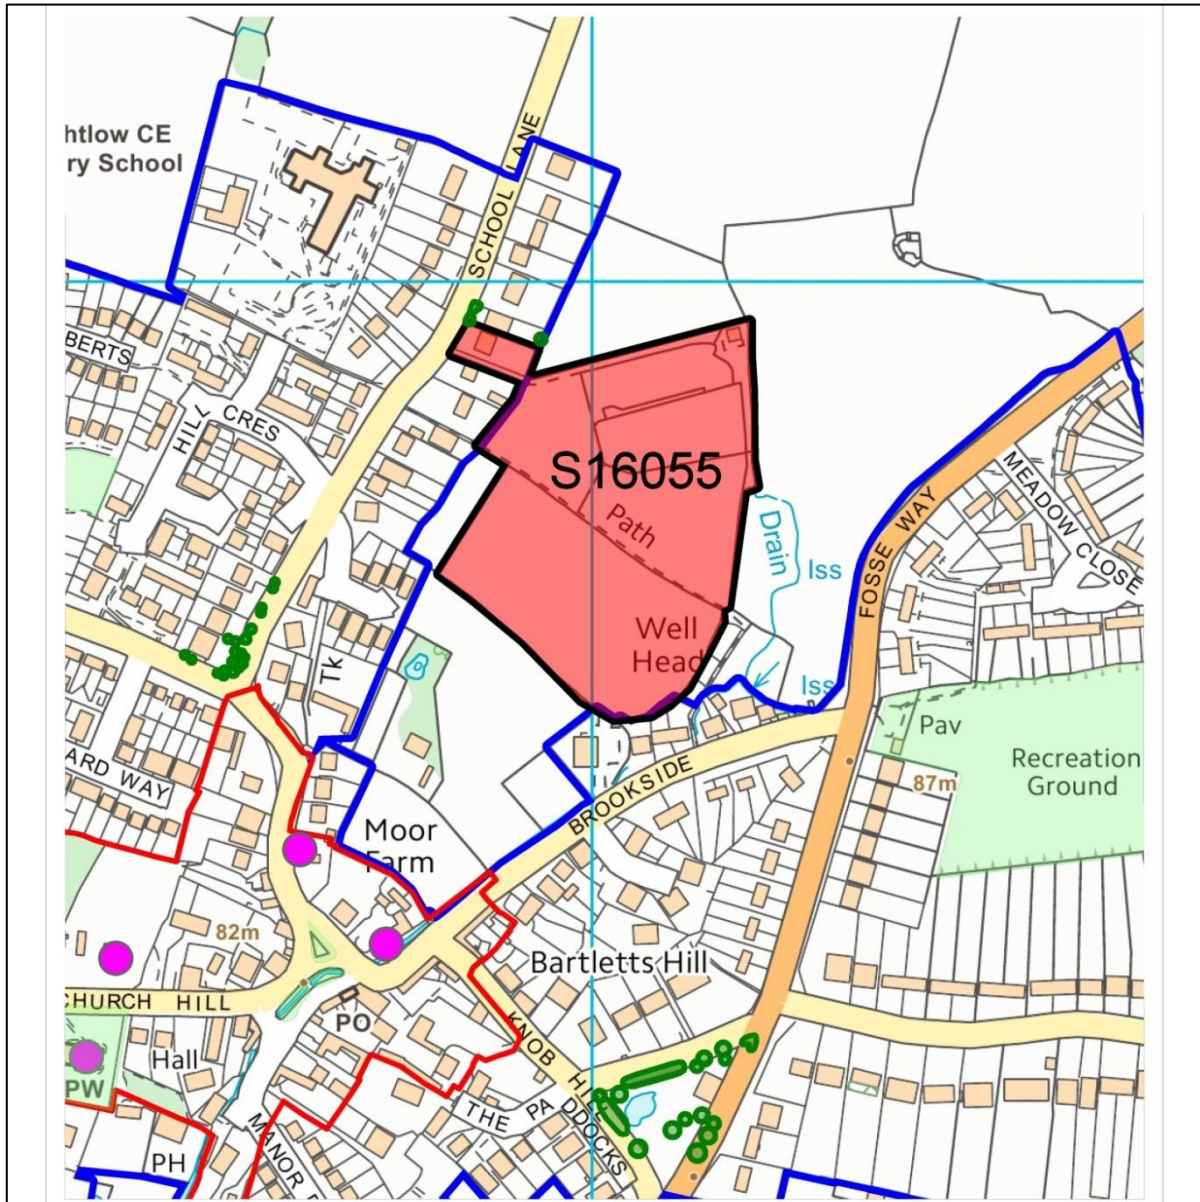 htlow CE
ry School
SCHOOL LANE
BERTS
HILL CRES
S16055
Path
Drain
Iss
FOSSE WAY
MEADOW CLOSE
Well
Head
Tk
Iss
Pav
Recreation
Ground
87m
ARD WAY
BROOKSIDE
Moor
Farm
82m
Bartletts Hill
CHURCH HILL
PO
KNOB HILL
Hall
PW
THE PADDOCKS
MANOR
PH